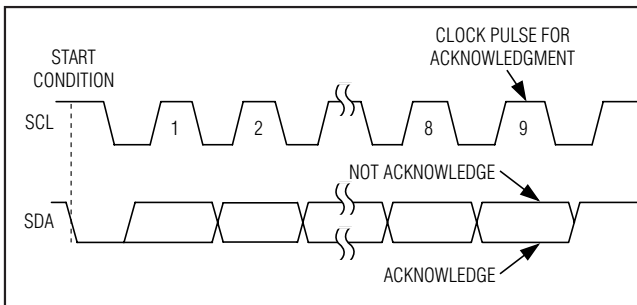 START
CONDITION
CLOCK PULSE FOR
ACKNOWLEDGMENT
SCL
1
2
8
9
NOT ACKNOWLEDGE
SDA
ACKNOWLEDGE